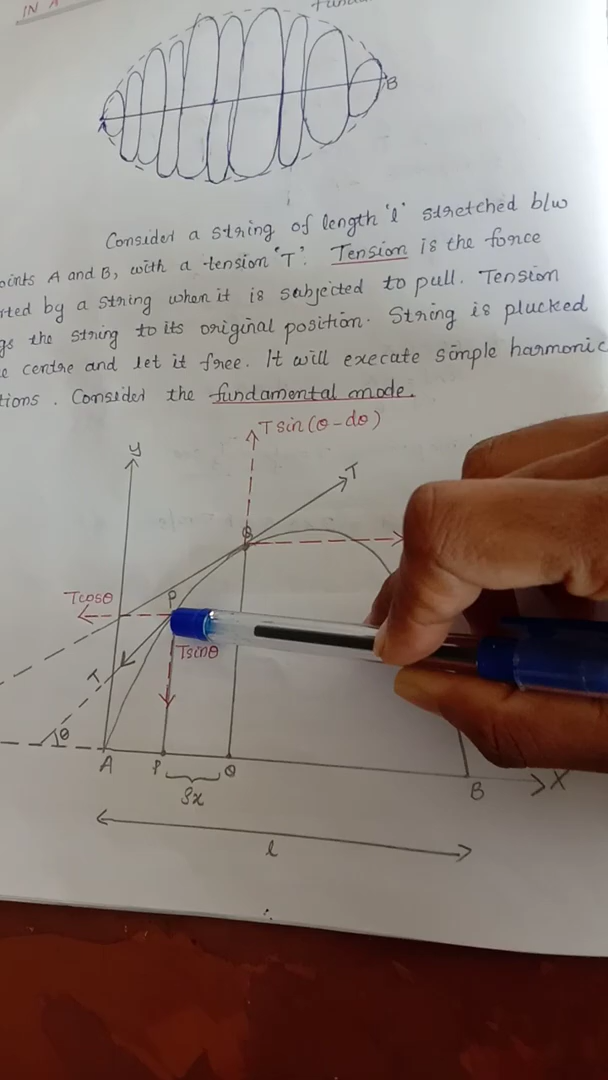 IN A
B
Consider a string of length 'l' stretched b/w
oints A and B, with a tension 'T'. Tension is the force
rted by a string when it is subjected to pull. Tension
gs the string to its original position. String is plucked
e centre and let it free. It will execute simple harmonic
tions. Consider the fundamental mode.
T sin(θ-dθ)
y
T
Q
Tcosθ
P
Tsinθ
T
θ
A P Q B X
δx
l